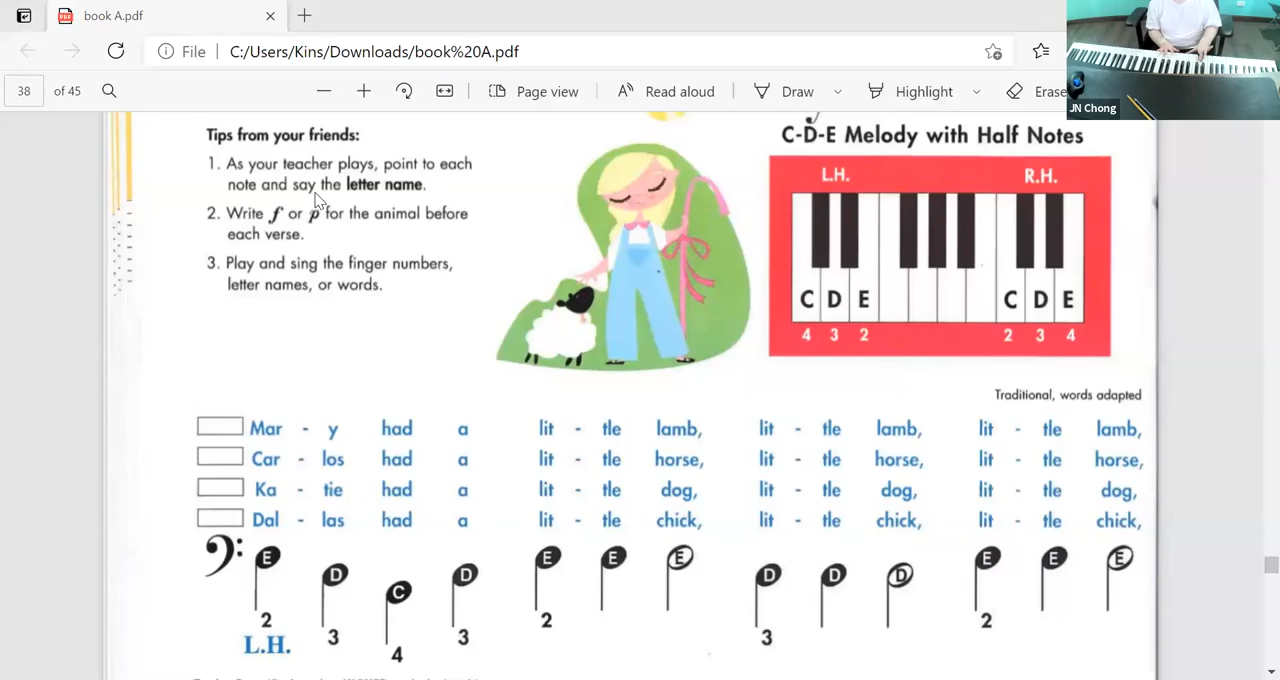 book A.pdf
File C:/Users/Kins/Downloads/book%20A.pdf
38 of 45 Page view Read aloud Draw Highlight Erase
JN Chong
Tips from your friends:
1. As your teacher plays, point to each
note and say the letter name.
2. Write f or p for the animal before
each verse.
3. Play and sing the finger numbers,
letter names, or words.
C-D-E Melody with Half Notes
L.H. R.H.
C D E C D E
4 3 2 2 3 4
Traditional, words adapted
Mar - y had a lit - tle lamb, lit - tle lamb, lit - tle lamb,
Car - los had a lit - tle horse, lit - tle horse, lit - tle horse,
Ka - tie had a lit - tle dog, lit - tle dog, lit - tle dog,
Dal - las had a lit - tle chick, lit - tle chick, lit - tle chick,
E D C D E E E D D D E E E
2 3 4 3 2 3 2
L.H.